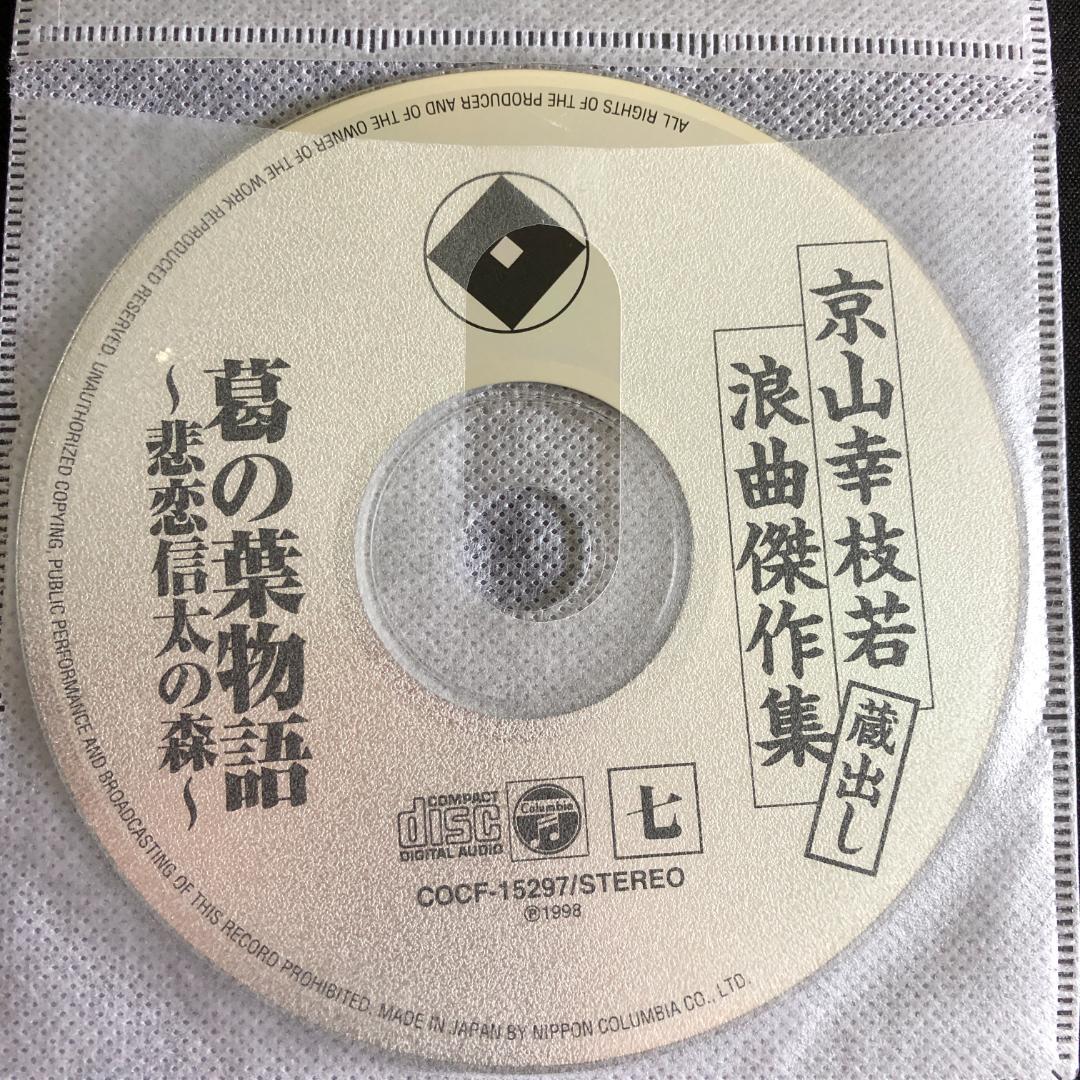 京山幸枝若
浪曲傑作集
蔵出し
葛の葉物語
～悲恋信太の森～
七
COMPACT
disc
DIGITAL AUDIO
Columbia
COCF-15297/STEREO
℗1998
ALL RIGHTS OF THE PRODUCER AND OF THE OWNER OF THE WORK REPRODUCED RESERVED. UNAUTHORIZED COPYING, PUBLIC PERFORMANCE AND BROADCASTING OF THIS RECORD PROHIBITED. MADE IN JAPAN BY NIPPON COLUMBIA CO., LTD.